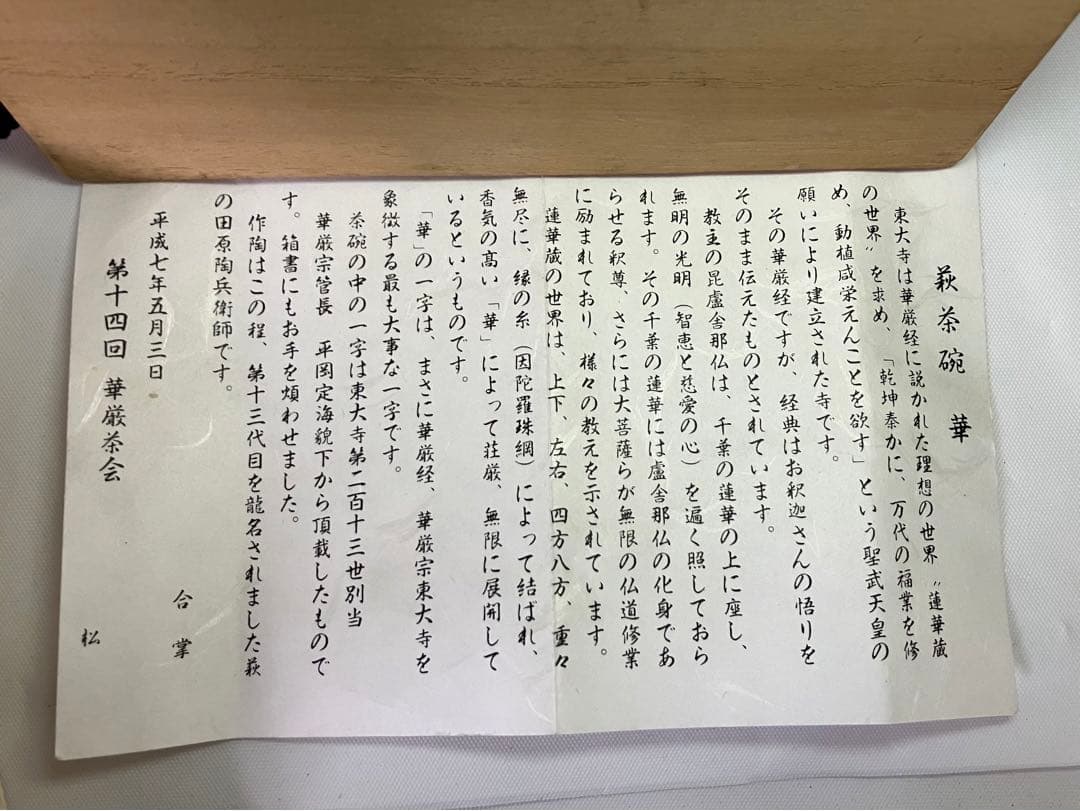 萩茶碗　華
東大寺は華厳経に説かれた理想の世界〝蓮華蔵
の世界〟を求め、「乾坤泰かに、万代の福業を修
め、動植咸栄えんことを欲す」という聖武天皇の
願いにより建立された寺です。
その華厳経ですが、経典はお釈迦さんの悟りを
そのまま伝えたものとされています。
教主の毘盧舎那仏は、千葉の蓮華の上に座し、
無明の光明（智恵と慈愛の心）を遍く照しておら
れます。その千葉の蓮華には盧舎那仏の化身であ
らせる釈尊、さらには大菩薩らが無限の仏道修業
に励まれており、様々の教え を示されています。
蓮華蔵の世界は、上下、左右、四方八方、重々
無尽に、縁の糸（因陀羅珠網）によって結ばれ、
香気の髙い「華」によって荘厳、無限に展開して
いるというものです。
「華」の一字は、まさに華厳経、華厳宗東大寺を
象徴する最も大事な一字です。
茶碗の中の一字は東大寺第二百十三世別当
華厳宗管長　平岡定海猊下から頂載したもので
す。箱書にもお手を煩わせました。
作陶はこの程、第十三代目を龍名されました萩
の田原陶兵衛師です。
合掌
平成七年五月三日
第十四回　華厳茶会
松